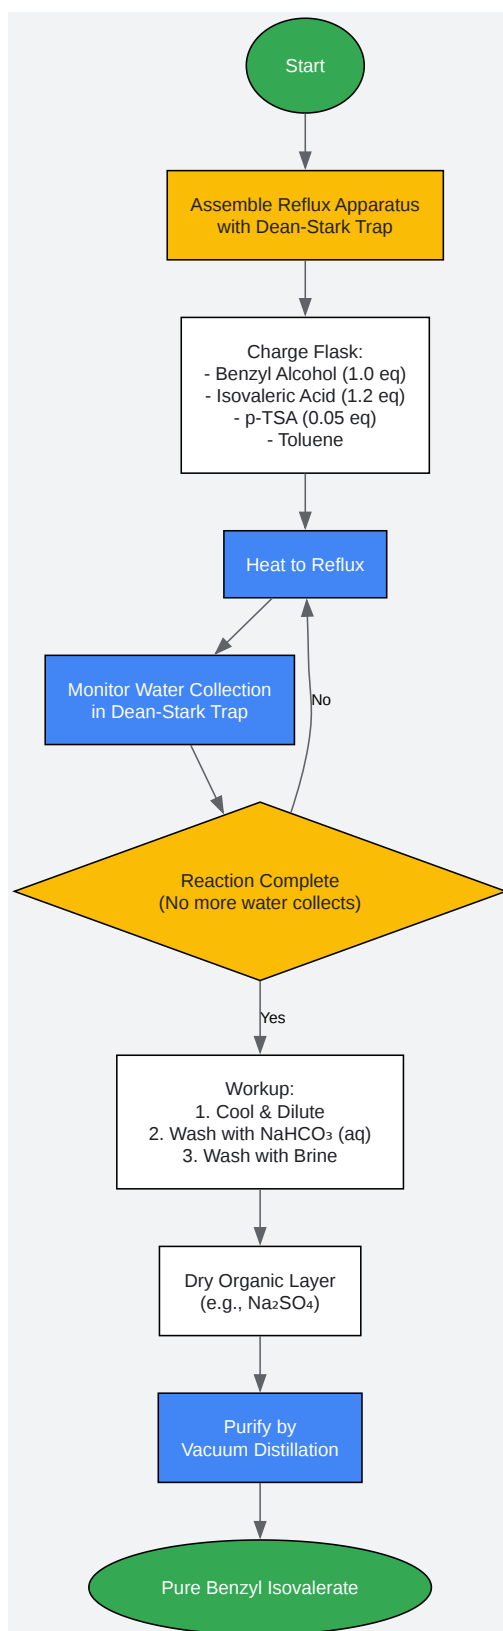 Start
Assemble Reflux Apparatus
with Dean-Stark Trap
Charge Flask:
- Benzyl Alcohol (1.0 eq)
- Isovaleric Acid (1.2 eq)
- p-TSA (0.05 eq)
- Toluene
Heat to Reflux
Monitor Water Collection
in Dean-Stark Trap
No
Reaction Complete
(No more water collects)
Yes
Workup:
1. Cool & Dilute
2. Wash with NaHCO₃ (aq)
3. Wash with Brine
Dry Organic Layer
(e.g., Na₂SO₄)
Purify by
Vacuum Distillation
Pure Benzyl Isovalerate